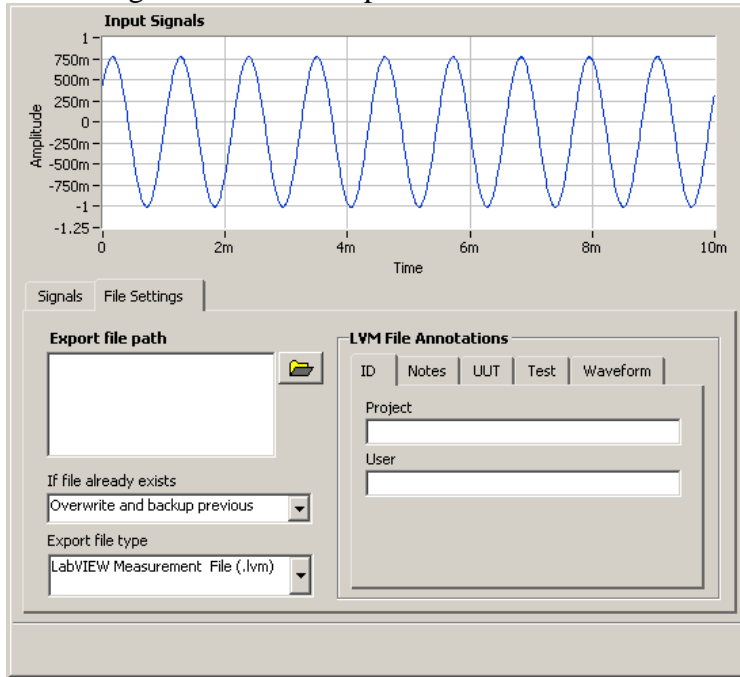 Input Signals
1
750m
500m
250m
0
-250m
-500m
-750m
-1
-1.25
Amplitude
0 2m 4m 6m 8m 10m
Time
Signals File Settings
Export file path
If file already exists
Overwrite and backup previous
Export file type
LabVIEW Measurement File (.lvm)
LVM File Annotations
ID Notes UUT Test Waveform
Project
User